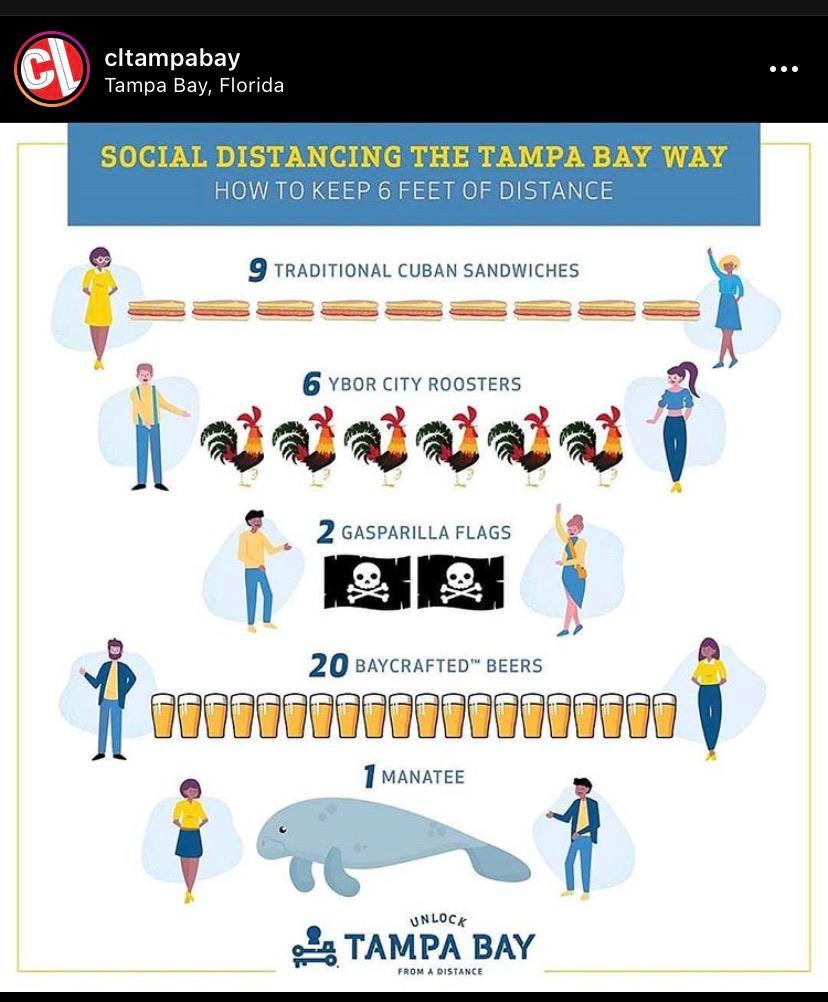 cltampabay
Tampa Bay, Florida
CL
SOCIAL DISTANCING THE TAMPA BAY WAY
HOW TO KEEP 6 FEET OF DISTANCE
9 TRADITIONAL CUBAN SANDWICHES
6 YBOR CITY ROOSTERS
2 GASPARILLA FLAGS
20 BAYCRAFTED™ BEERS
1 MANATEE
UNLOCK
TAMPA BAY
FROM A DISTANCE